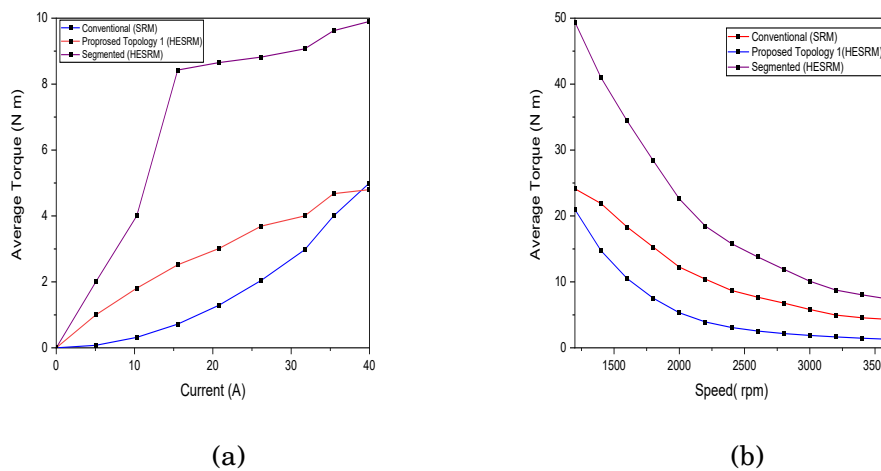 Average Torque (N m)
10
8
6
4
2
0
0
10
20
30
40
Conventional (SRM)
Proposed Topology 1 (HESRM)
Segmented (HESRM)
Current (A)
(a)
Average Torque (N m)
50
40
30
20
10
0
1500
2000
2500
3000
350
Conventional (SRM)
Proposed Topology 1(HESRM)
Segmented (HESRM)
Speed( rpm)
(b)